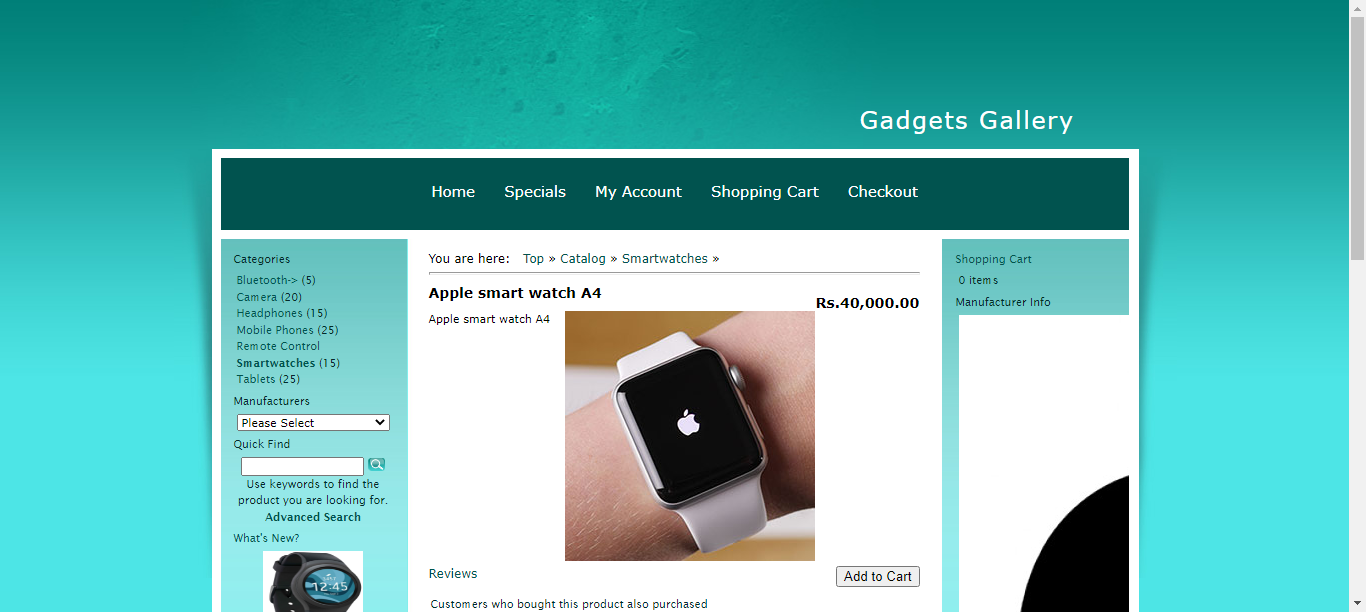 Gadgets Gallery
Home Specials My Account Shopping Cart Checkout
Categories
Bluetooth-> (5)
Camera (20)
Headphones (15)
Mobile Phones (25)
Remote Control
Smartwatches (15)
Tablets (25)
Manufacturers
Please Select
Quick Find
Use keywords to find the
product you are looking for.
Advanced Search
What's New?
12:45
You are here: Top » Catalog » Smartwatches »
Apple smart watch A4
Rs.40,000.00
Apple smart watch A4
Reviews
Add to Cart
Customers who bought this product also purchased
Shopping Cart
0 items
Manufacturer Info